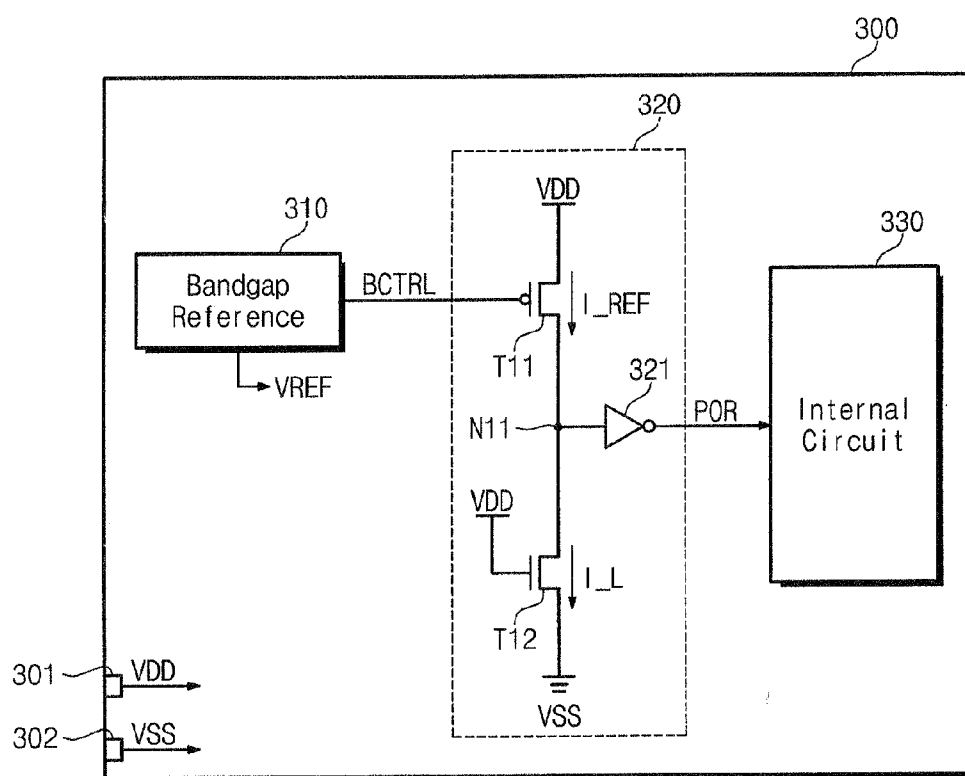 300
320
VDD
310
330
Bandgap
Reference
BCTRL
I_REF
T11
321
VREF
N11
POR
Internal
Circuit
VDD
I_L
T12
301
VDD
302
VSS
VSS